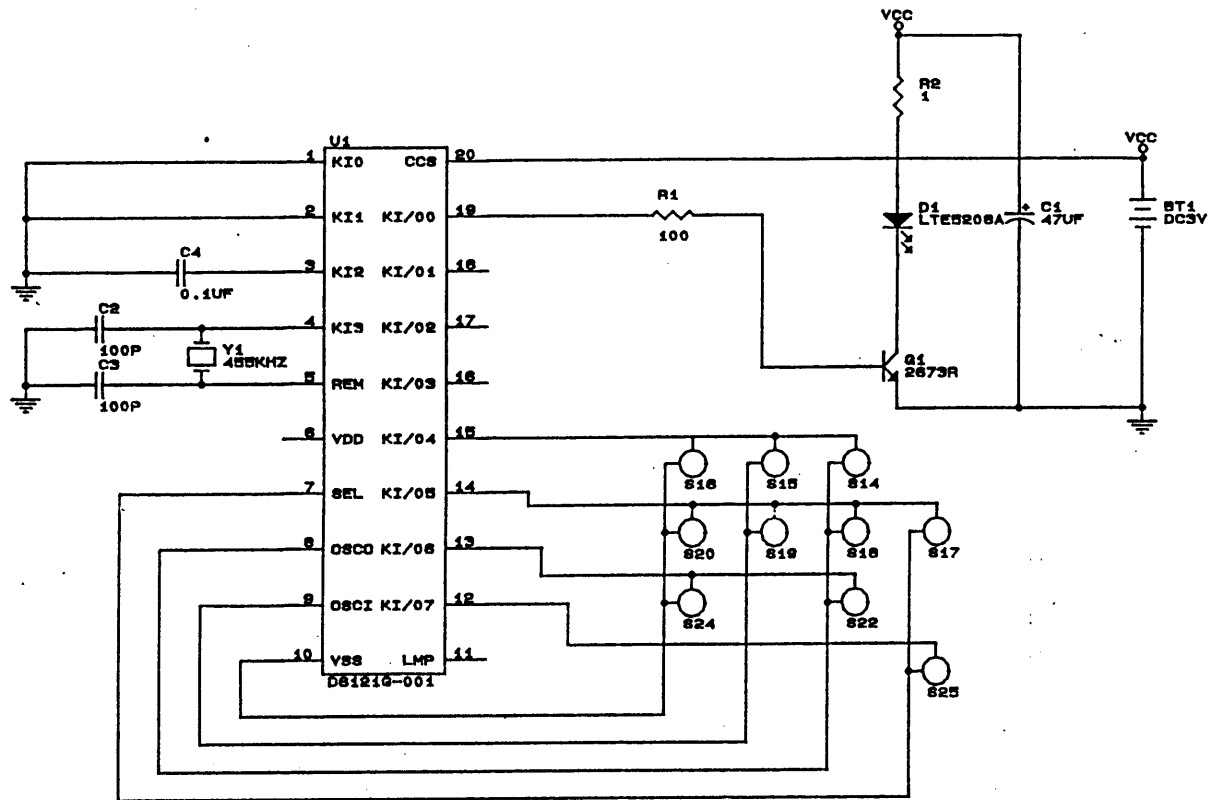 VCC
R2
1
VCC
U1
1 KI0 CCS 20
R1
100
2 KI1 KI/00 19
D1
LTE5208A
C1
+
47UF
BT1
DC3V
C4
0.1UF
3 KI2 KI/01 18
C2
100P
4 KI3 KI/02 17
Y1
455KHZ
C3
100P
5 REM KI/03 16
Q1
2673R
6 VDD KI/04 15
S16
S15
S14
7 SEL KI/05 14
S20
S19
S18
S17
8 OSCO KI/06 13
S24
S22
9 OSCI KI/07 12
10 VSS LMP 11
D6121G-001
S25